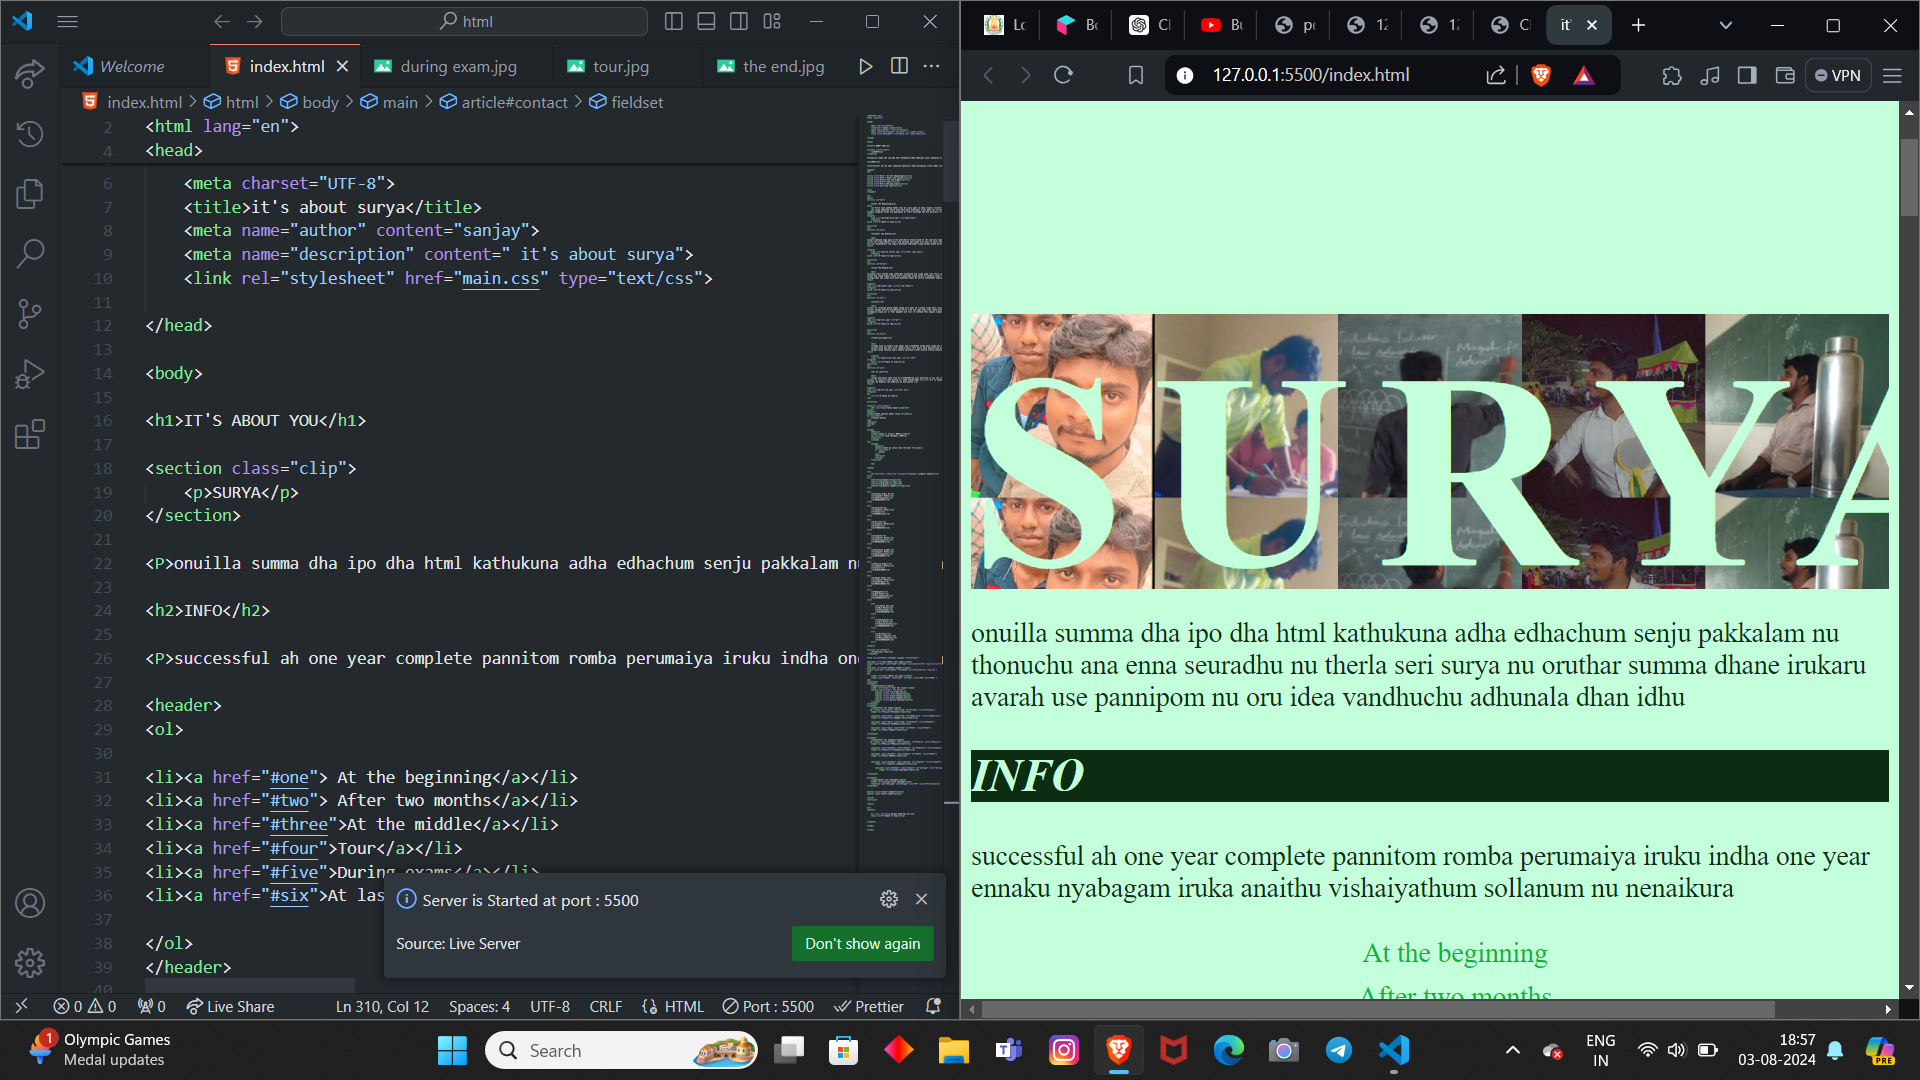 html
Welcome
index.html
during exam.jpg
tour.jpg
the end.jpg
index.html > html > body > main > article#contact > fieldset
2 <html lang="en">
4 <head>
6 <meta charset="UTF-8">
7 <title>it's about surya</title>
8 <meta name="author" content="sanjay">
9 <meta name="description" content=" it's about surya">
10 <link rel="stylesheet" href="main.css" type="text/css">
11
12 </head>
13
14 <body>
15
16 <h1>IT'S ABOUT YOU</h1>
17
18 <section class="clip">
19 <p>SURYA</p>
20 </section>
21
22 <P>onuilla summa dha ipo dha html kathukuna adha edhachum senju pakkalam nu
23
24 <h2>INFO</h2>
25
26 <P>successful ah one year complete pannitom romba perumaiya iruku indha one
27
28 <header>
29 <ol>
30
31 <li><a href="#one"> At the beginning</a></li>
32 <li><a href="#two"> After two months</a></li>
33 <li><a href="#three">At the middle</a></li>
34 <li><a href="#four">Tour</a></li>
35 <li><a href="#five">During exams</a></li>
36 <li><a href="#six">At las
37
38 </ol>
39 </header>
40
Server is Started at port : 5500
Source: Live Server
Don't show again
0 0
0
Live Share
Ln 310, Col 12
Spaces: 4
UTF-8
CRLF
HTML
Port : 5500
Prettier
Lo
Bo
Cl
Bu
po
12
12
Cl
it'
127.0.0.1:5500/index.html
VPN
SURYA
onuilla summa dha ipo dha html kathukuna adha edhachum senju pakkalam nu
thonuchu ana enna seuradhu nu therla seri surya nu oruthar summa dhane irukaru
avarah use pannipom nu oru idea vandhuchu adhunala dhan idhu
INFO
successful ah one year complete pannitom romba perumaiya iruku indha one year
ennaku nyabagam iruka anaithu vishaiyathum sollanum nu nenaikura
At the beginning
After two months
1
Olympic Games
Medal updates
Search
ENG
IN
18:57
03-08-2024
PRE